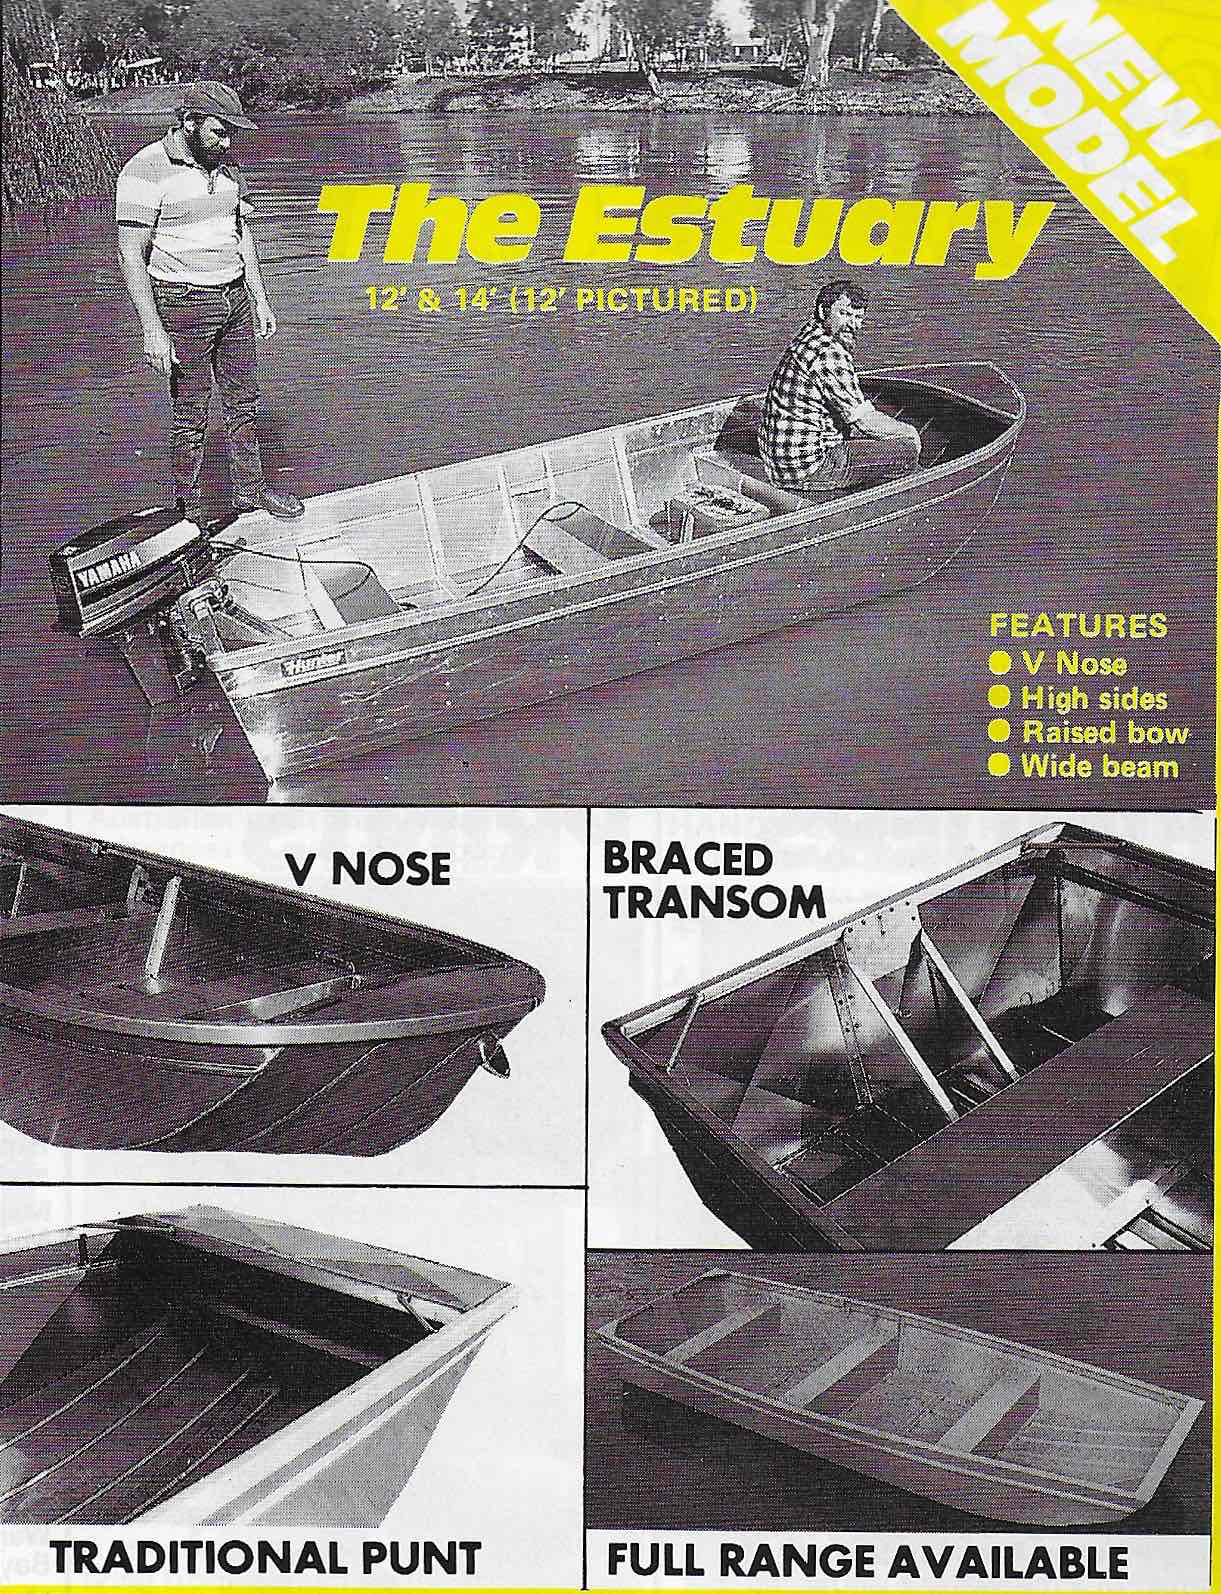 NEW
MODEL
The Estuary
12' & 14' (12' PICTURED)
YAMAHA
Hunter
FEATURES
● V Nose
● High sides
● Raised bow
● Wide beam
V NOSE
BRACED
TRANSOM
TRADITIONAL PUNT
FULL RANGE AVAILABLE